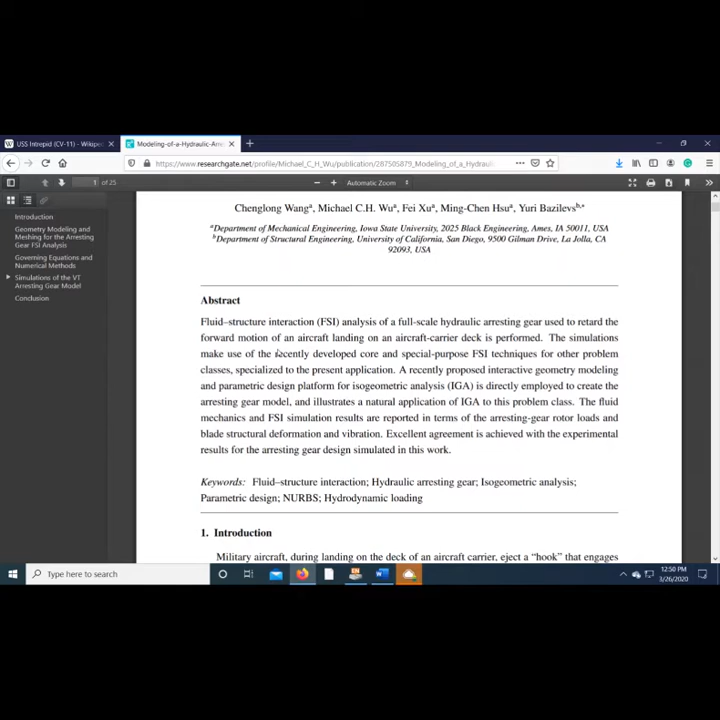 USS Intrepid (CV-11) - Wikipe
Modeling-of-a-Hydraulic-Arres
https://www.researchgate.net/profile/Michael_C_H_Wu/publication/287505879_Modeling_of_a_Hydrauli
1 of 25
Automatic Zoom
Introduction
Geometry Modeling and
Meshing for the Arresting
Gear FSI Analysis
Governing Equations and
Numerical Methods
Simulations of the VT
Arresting Gear Model
Conclusion
Chenglong Wangª, Michael C.H. Wuª, Fei Xuª, Ming-Chen Hsuª, Yuri Bazilevsᵇ,*
ªDepartment of Mechanical Engineering, Iowa State University, 2025 Black Engineering, Ames, IA 50011, USA
ᵇDepartment of Structural Engineering, University of California, San Diego, 9500 Gilman Drive, La Jolla, CA
92093, USA
Abstract
Fluid–structure interaction (FSI) analysis of a full-scale hydraulic arresting gear used to retard the
forward motion of an aircraft landing on an aircraft-carrier deck is performed. The simulations
make use of the recently developed core and special-purpose FSI techniques for other problem
classes, specialized to the present application. A recently proposed interactive geometry modeling
and parametric design platform for isogeometric analysis (IGA) is directly employed to create the
arresting gear model, and illustrates a natural application of IGA to this problem class. The fluid
mechanics and FSI simulation results are reported in terms of the arresting-gear rotor loads and
blade structural deformation and vibration. Excellent agreement is achieved with the experimental
results for the arresting gear design simulated in this work.
Keywords: Fluid–structure interaction; Hydraulic arresting gear; Isogeometric analysis;
Parametric design; NURBS; Hydrodynamic loading
1. Introduction
Military aircraft, during landing on the deck of an aircraft carrier, eject a “hook” that engages
Type here to search
12:50 PM
3/26/2020